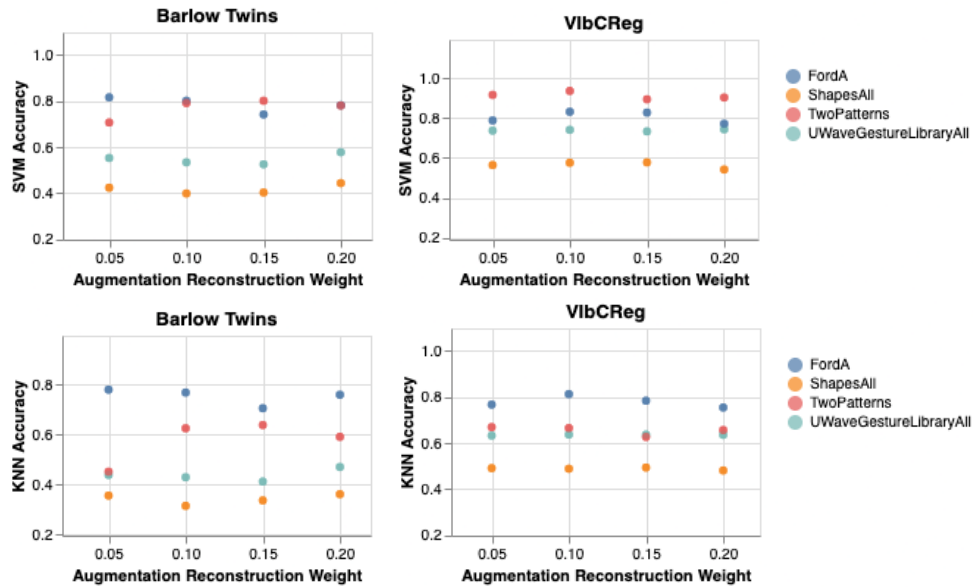 Barlow Twins
SVM Accuracy
1.0
0.8
0.6
0.4
0.2
0.05 0.10 0.15 0.20
Augmentation Reconstruction Weight
VIbCReg
SVM Accuracy
1.0
0.8
0.6
0.4
0.2
0.05 0.10 0.15 0.20
Augmentation Reconstruction Weight
FordA
ShapesAll
TwoPatterns
UWaveGestureLibraryAll
Barlow Twins
KNN Accuracy
0.8
0.6
0.4
0.2
0.05 0.10 0.15 0.20
Augmentation Reconstruction Weight
VIbCReg
KNN Accuracy
1.0
0.8
0.6
0.4
0.2
0.05 0.10 0.15 0.20
Augmentation Reconstruction Weight
FordA
ShapesAll
TwoPatterns
UWaveGestureLibraryAll